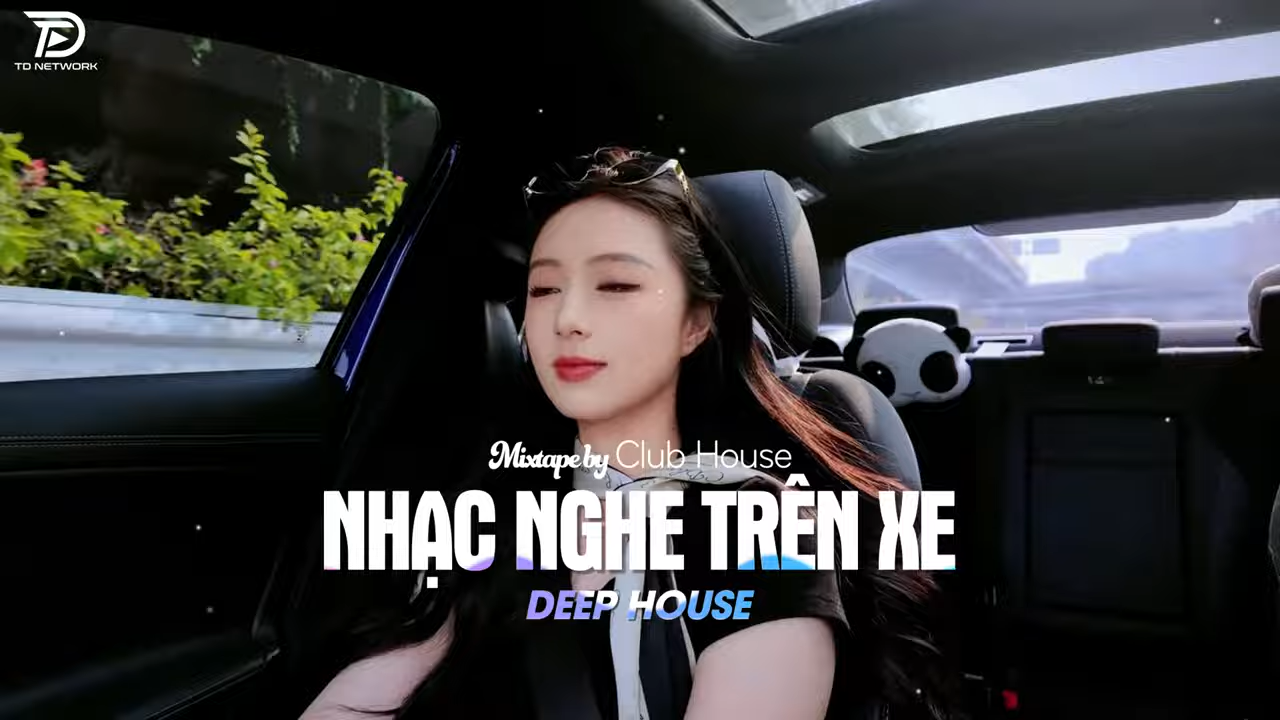 TD NETWORK
Mixtape by Club House
NHẠC NGHE TRÊN XE
DEEP HOUSE